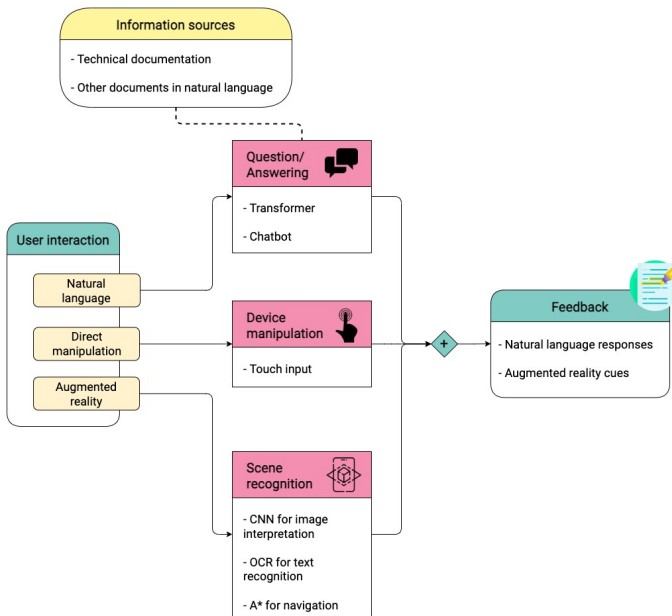 Information sources
- Technical documentation
- Other documents in natural language
Question/
Answering
- Transformer
- Chatbot
User interaction
Natural
language
Direct
manipulation
Augmented
reality
Device
manipulation
- Touch input
Scene
recognition
- CNN for image
interpretation
- OCR for text
recognition
- A* for navigation
+
Feedback
- Natural language responses
- Augmented reality cues